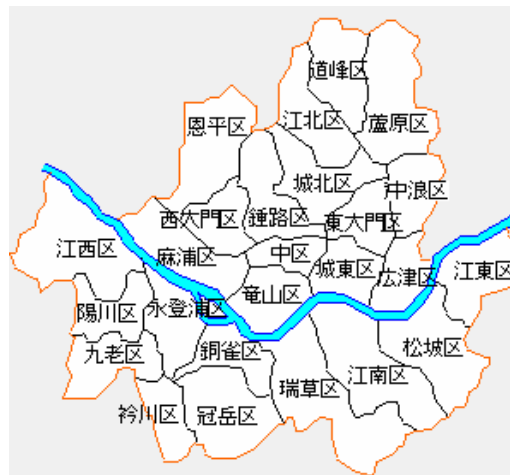 道峰区
江北区
蘆原区
恩平区
城北区
中浪区
西大門区
鍾路区
東大門区
江西区
麻浦区
中区
城東区
広津区
江東区
陽川区
永登浦区
竜山区
九老区
銅雀区
松城区
江南区
瑞草区
衿川区
冠岳区